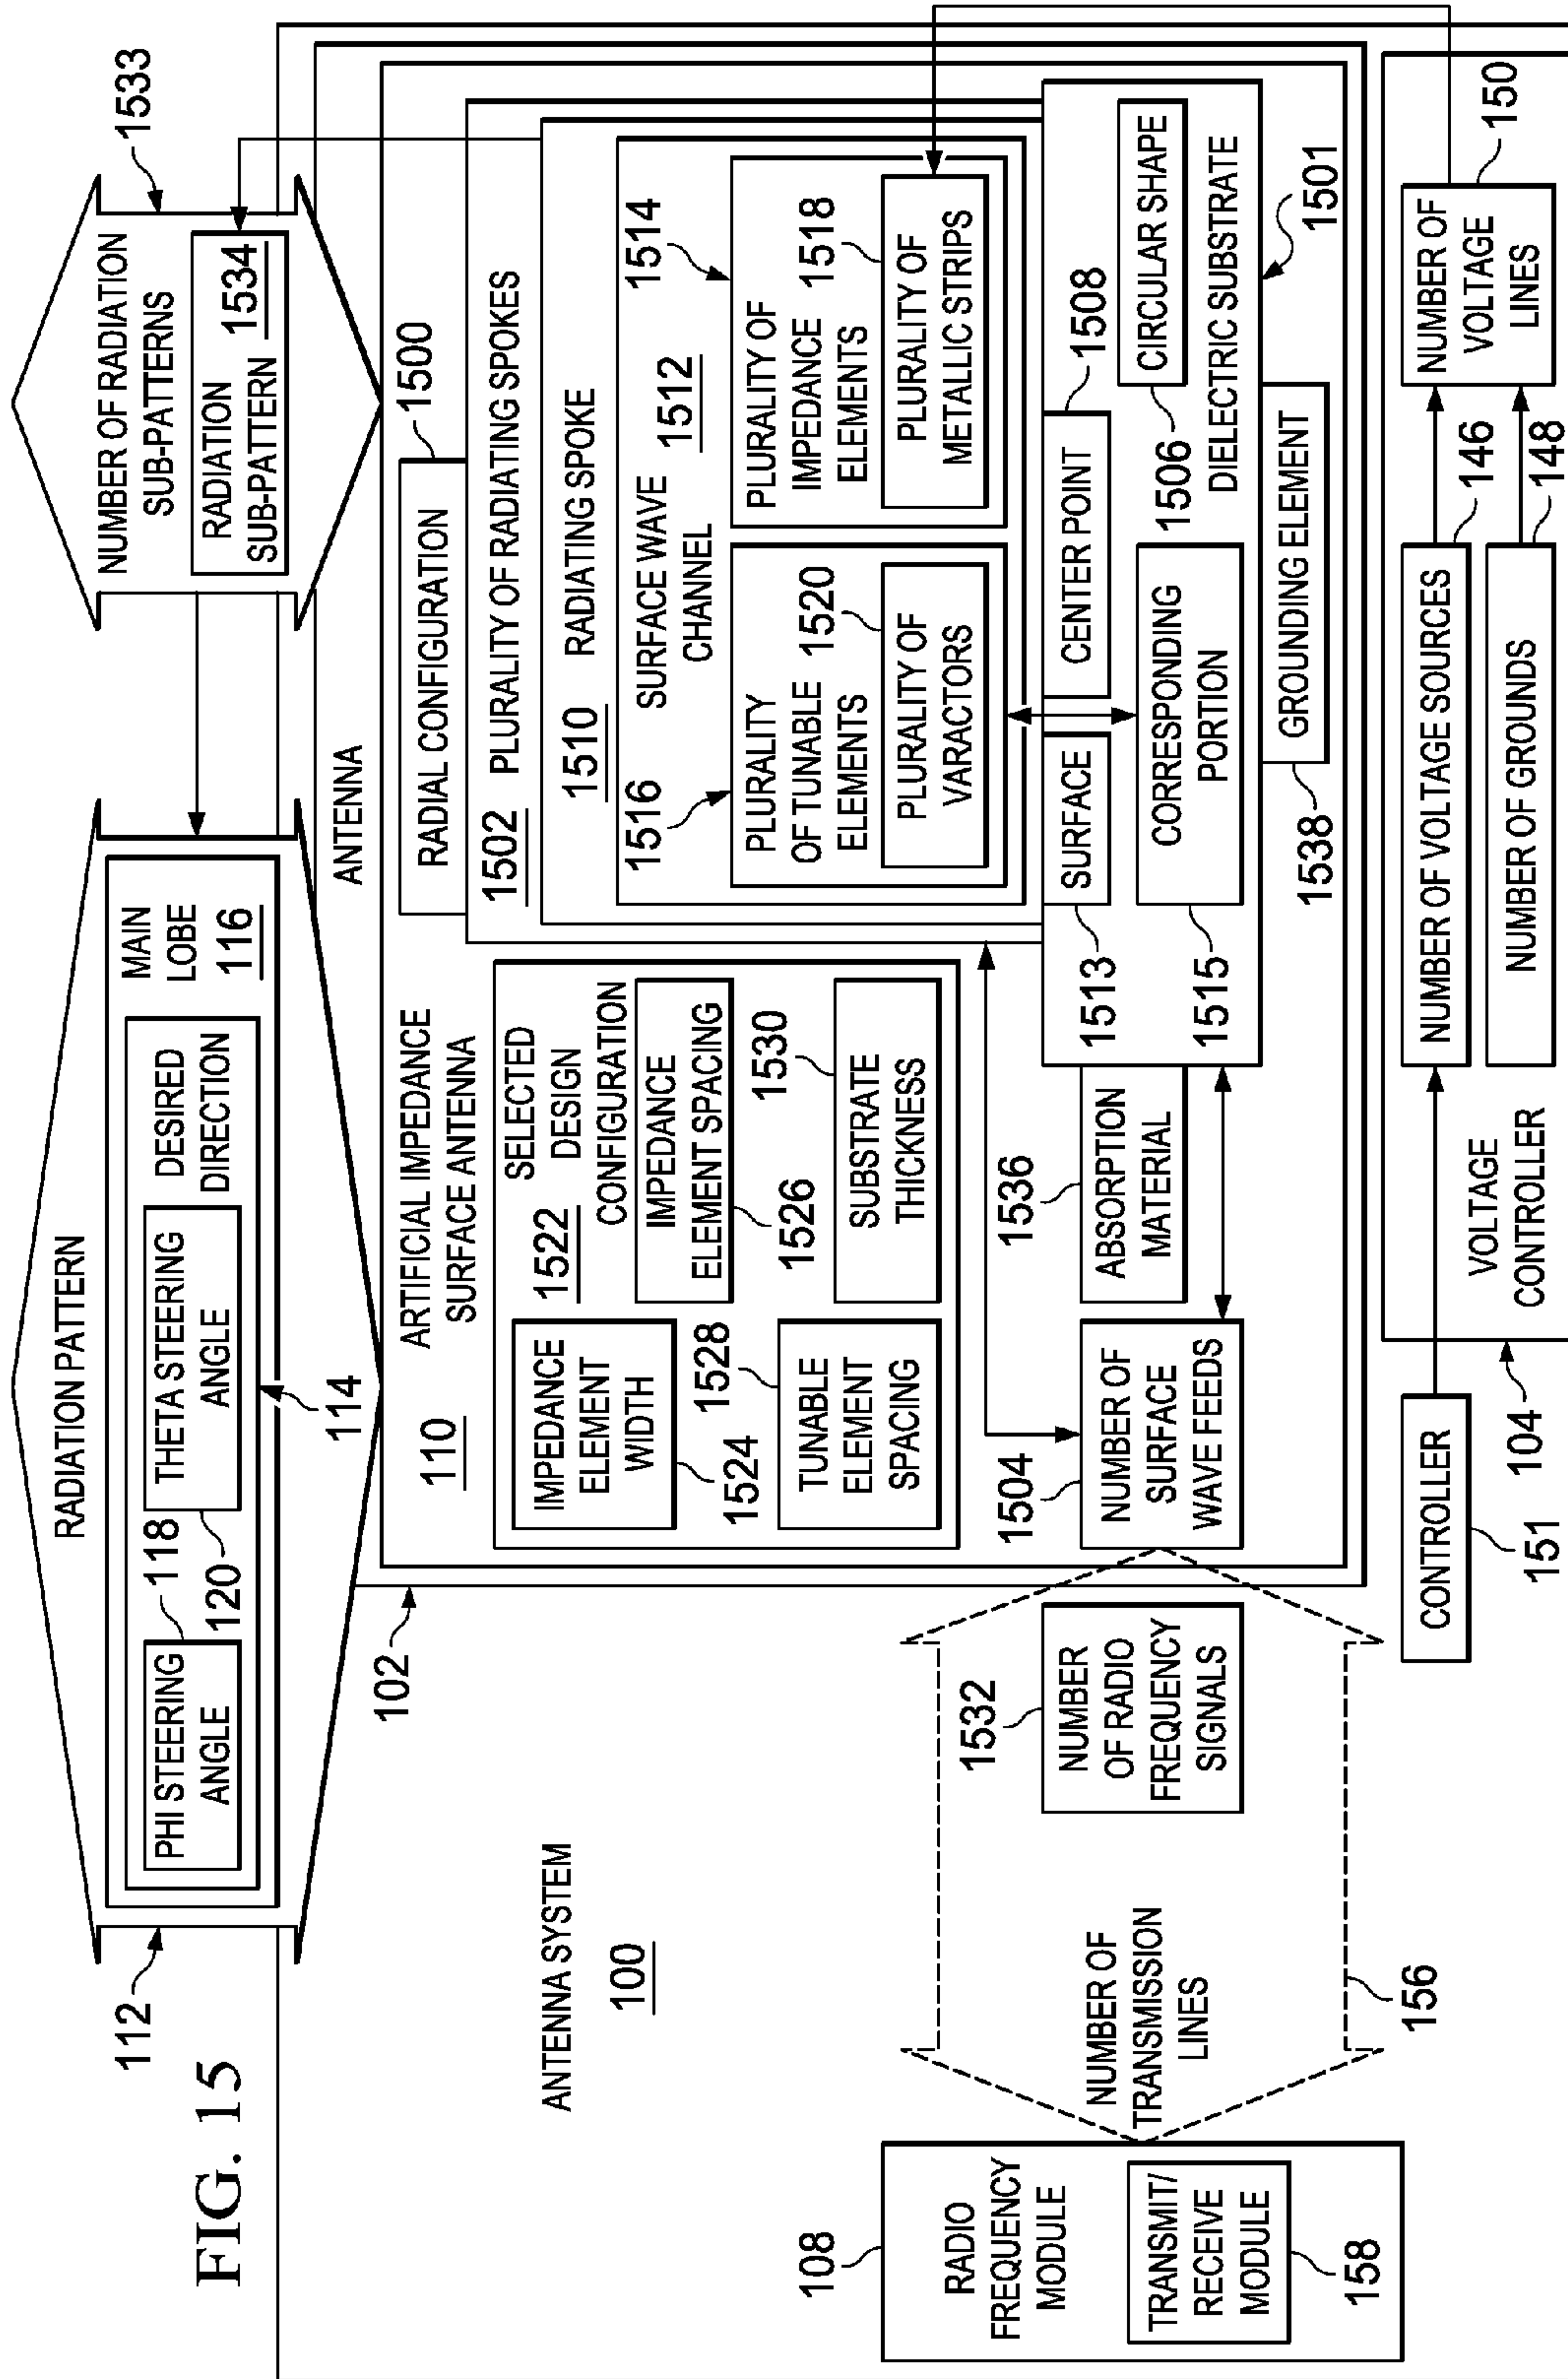 FIG. 15
112
RADIATION PATTERN
MAIN
LOBE
116
DESIRED
DIRECTION
PHI STEERING
ANGLE
118
THETA STEERING
ANGLE
120
114
NUMBER OF RADIATION
SUB-PATTERNS
1533
RADIATION
SUB-PATTERN
1534
ANTENNA SYSTEM
100
102
ANTENNA
ARTIFICIAL IMPEDANCE
SURFACE ANTENNA
110
RADIAL CONFIGURATION
1500
SELECTED
DESIGN
CONFIGURATION
1522
IMPEDANCE
ELEMENT
WIDTH
1524
IMPEDANCE
ELEMENT SPACING
1526
1528
TUNABLE
ELEMENT
SPACING
1530
SUBSTRATE
THICKNESS
PLURALITY OF RADIATING SPOKES
1502
RADIATING SPOKE
1510
SURFACE WAVE
CHANNEL
1512
1516
PLURALITY
OF TUNABLE
ELEMENTS
1520
PLURALITY OF
VARACTORS
1514
PLURALITY OF
IMPEDANCE
ELEMENTS
1518
PLURALITY OF
METALLIC STRIPS
SURFACE
1513
CENTER POINT
1508
CIRCULAR SHAPE
1506
CORRESPONDING
PORTION
1515
DIELECTRIC SUBSTRATE
1501
GROUNDING ELEMENT
1538
1536
ABSORPTION
MATERIAL
1504
NUMBER OF
SURFACE
WAVE FEEDS
1532
NUMBER
OF RADIO
FREQUENCY
SIGNALS
NUMBER OF
TRANSMISSION
LINES
156
108
RADIO
FREQUENCY
MODULE
TRANSMIT/
RECEIVE
MODULE
158
CONTROLLER
151
104
VOLTAGE
CONTROLLER
NUMBER OF VOLTAGE SOURCES
146
NUMBER OF GROUNDS
148
NUMBER OF
VOLTAGE
LINES
150